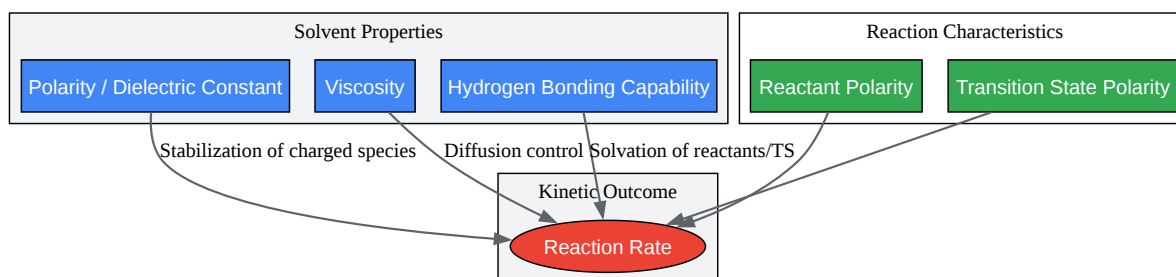 Solvent Properties
Reaction Characteristics
Polarity / Dielectric Constant
Viscosity
Hydrogen Bonding Capability
Reactant Polarity
Transition State Polarity
Stabilization of charged species
Diffusion control
Solvation of reactants/TS
Kinetic Outcome
Reaction Rate